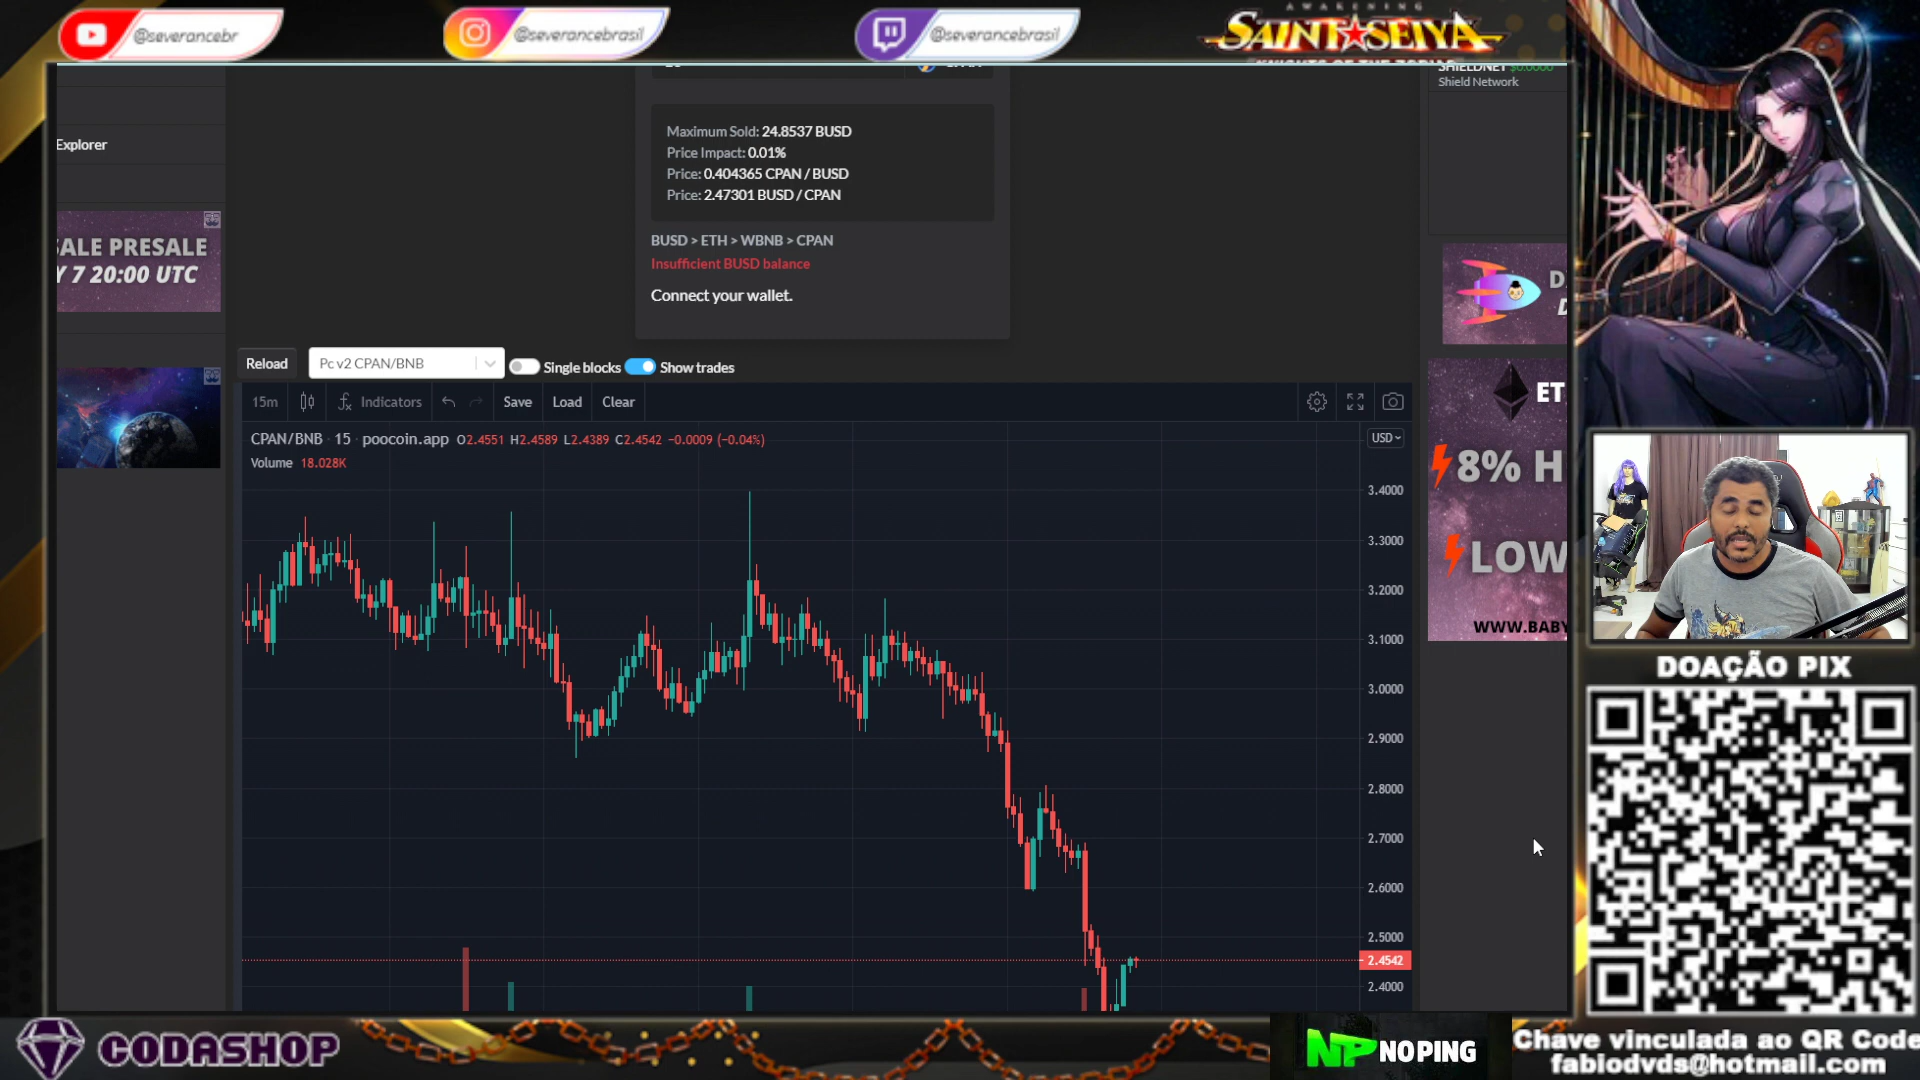 @severancebr
@severancebrasil
@severancebrasil
AWAKENING
SAINT SEIYA
SHIELDNET $0.0000
Shield Network
Explorer
Maximum Sold: 24.8537 BUSD
Price Impact: 0.01%
Price: 0.404365 CPAN / BUSD
Price: 2.47301 BUSD / CPAN
BUSD > ETH > WBNB > CPAN
Insufficient BUSD balance
Connect your wallet.
ALE PRESALE
Y 7 20:00 UTC
Reload
Pc v2 CPAN/BNB
Single blocks
Show trades
15m
Indicators
Save
Load
Clear
CPAN/BNB · 15 · poocoin.app O2.4551 H2.4589 L2.4389 C2.4542 −0.0009 (−0.04%)
Volume 18.028K
USD
3.4000
3.3000
3.2000
3.1000
3.0000
2.9000
2.8000
2.7000
2.6000
2.5000
2.4542
2.4000
D
ET
8% H
LOW
WWW.BABY
DOAÇÃO PIX
CODASHOP
NP NOPING
Chave vinculada ao QR Code
fabiodvds@hotmail.com